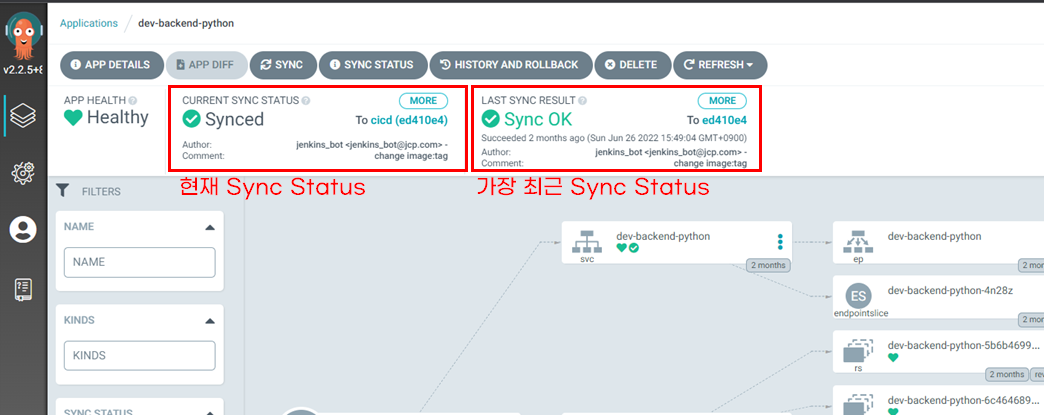 Applications / dev-backend-python
v2.2.5+8
APP DETAILS
APP DIFF
SYNC
SYNC STATUS
HISTORY AND ROLLBACK
DELETE
REFRESH
APP HEALTH
Healthy
CURRENT SYNC STATUS
MORE
Synced
To cicd (ed410e4)
Author: jenkins_bot <jenkins_bot@jcp.com> -
Comment: change image:tag
LAST SYNC RESULT
MORE
Sync OK
To ed410e4
Succeeded 2 months ago (Sun Jun 26 2022 15:49:04 GMT+0900)
Author: jenkins_bot <jenkins_bot@jcp.com> -
Comment: change image:tag
현재 Sync Status
가장 최근 Sync Status
FILTERS
NAME
NAME
KINDS
KINDS
SYNC STATUS
dev-backend-python
svc
2 months
dev-backend-python
ep
2 mon
ES
dev-backend-python-4n28z
endpointslice
2 mon
dev-backend-python-5b6b4699...
rs
2 months
rev
dev-backend-python-6c464689...